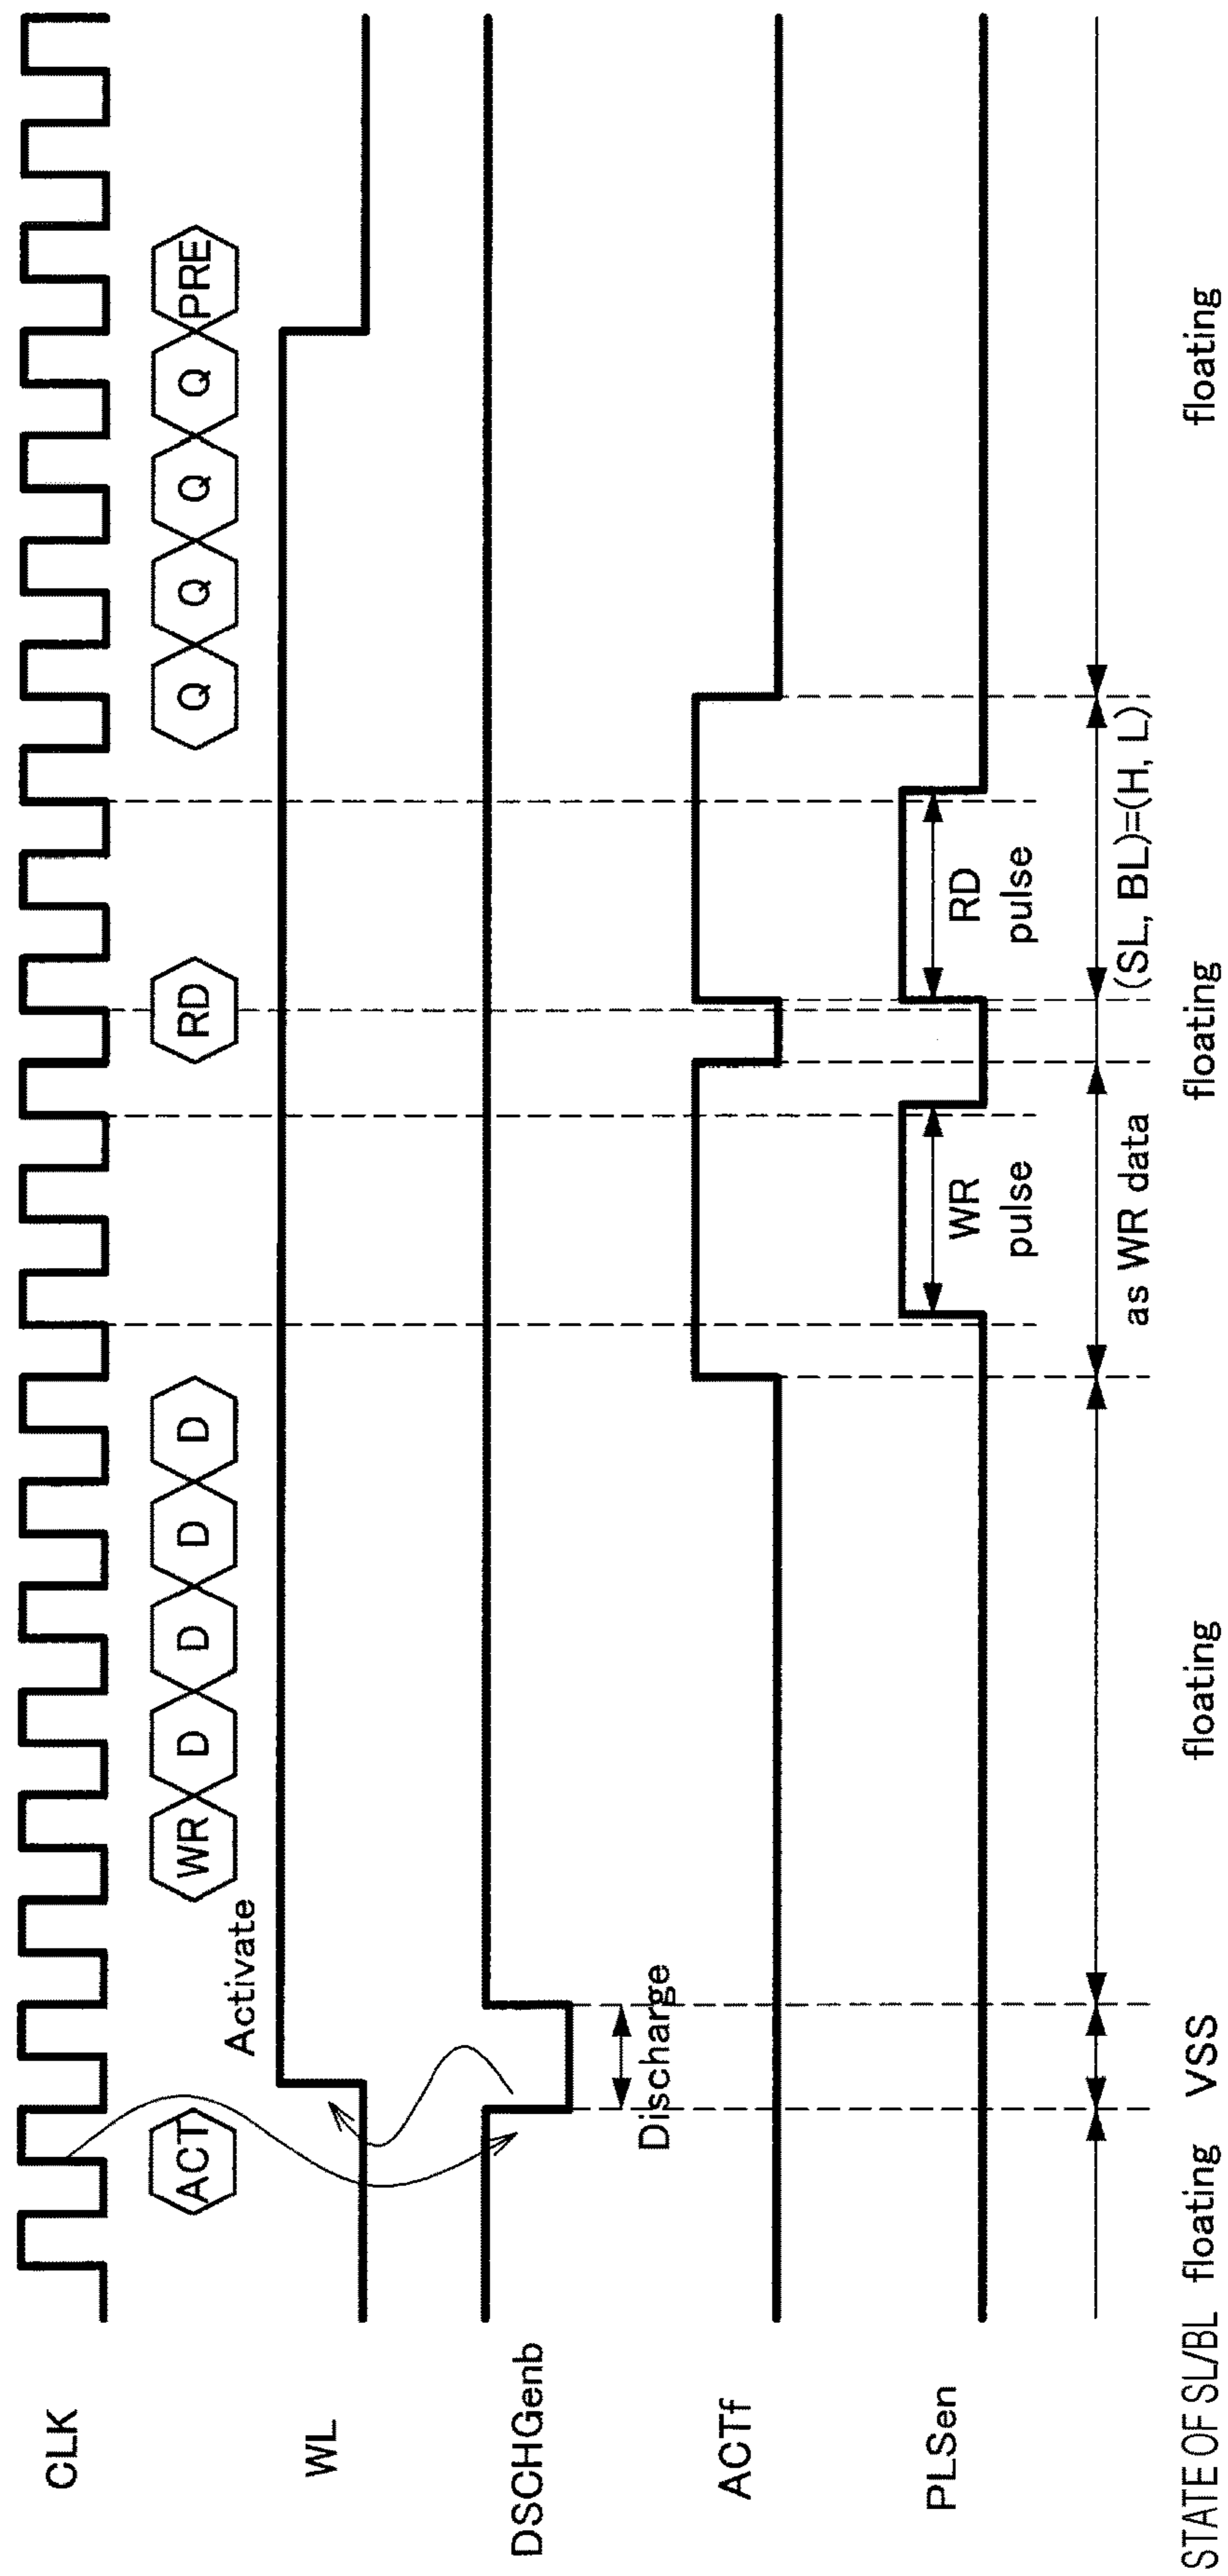 CLK
ACT
WR
D
D
D
D
RD
Q
Q
Q
Q
PRE
WL
Activate
DSCHGenb
Discharge
ACTf
PLSen
WR
pulse
RD
pulse
as WR data
(SL, BL)=(H, L)
STATE OF SL/BL
floating
VSS
floating
floating
floating